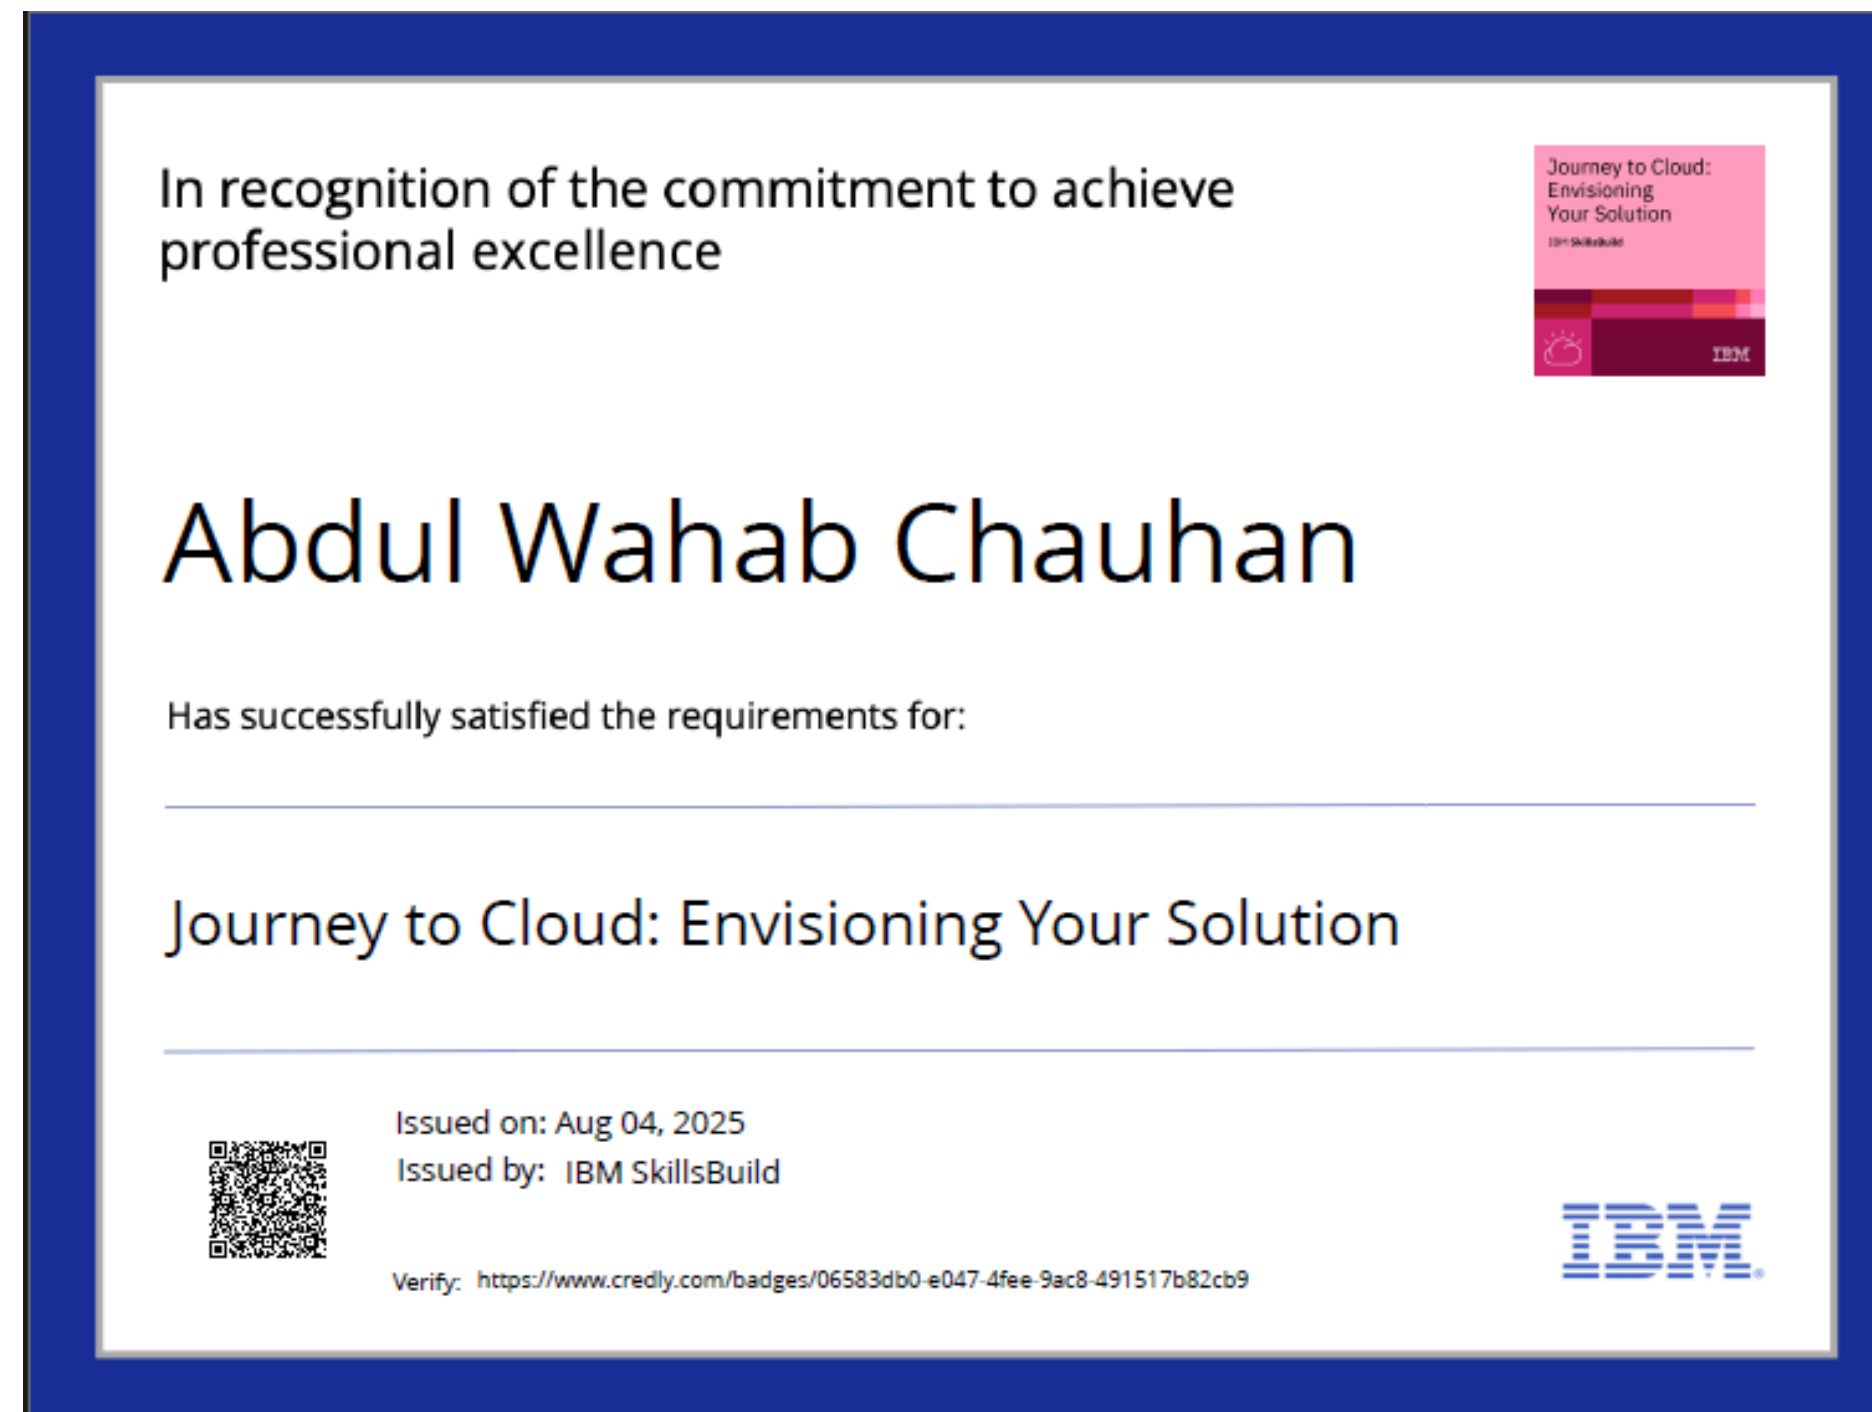 In recognition of the commitment to achieve
professional excellence
Journey to Cloud:
Envisioning
Your Solution
IBM SkillsBuild
IBM
Abdul Wahab Chauhan
Has successfully satisfied the requirements for:
Journey to Cloud: Envisioning Your Solution
Issued on: Aug 04, 2025
Issued by: IBM SkillsBuild
Verify: https://www.credly.com/badges/06583db0-e047-4fee-9ac8-491517b82cb9
IBM®